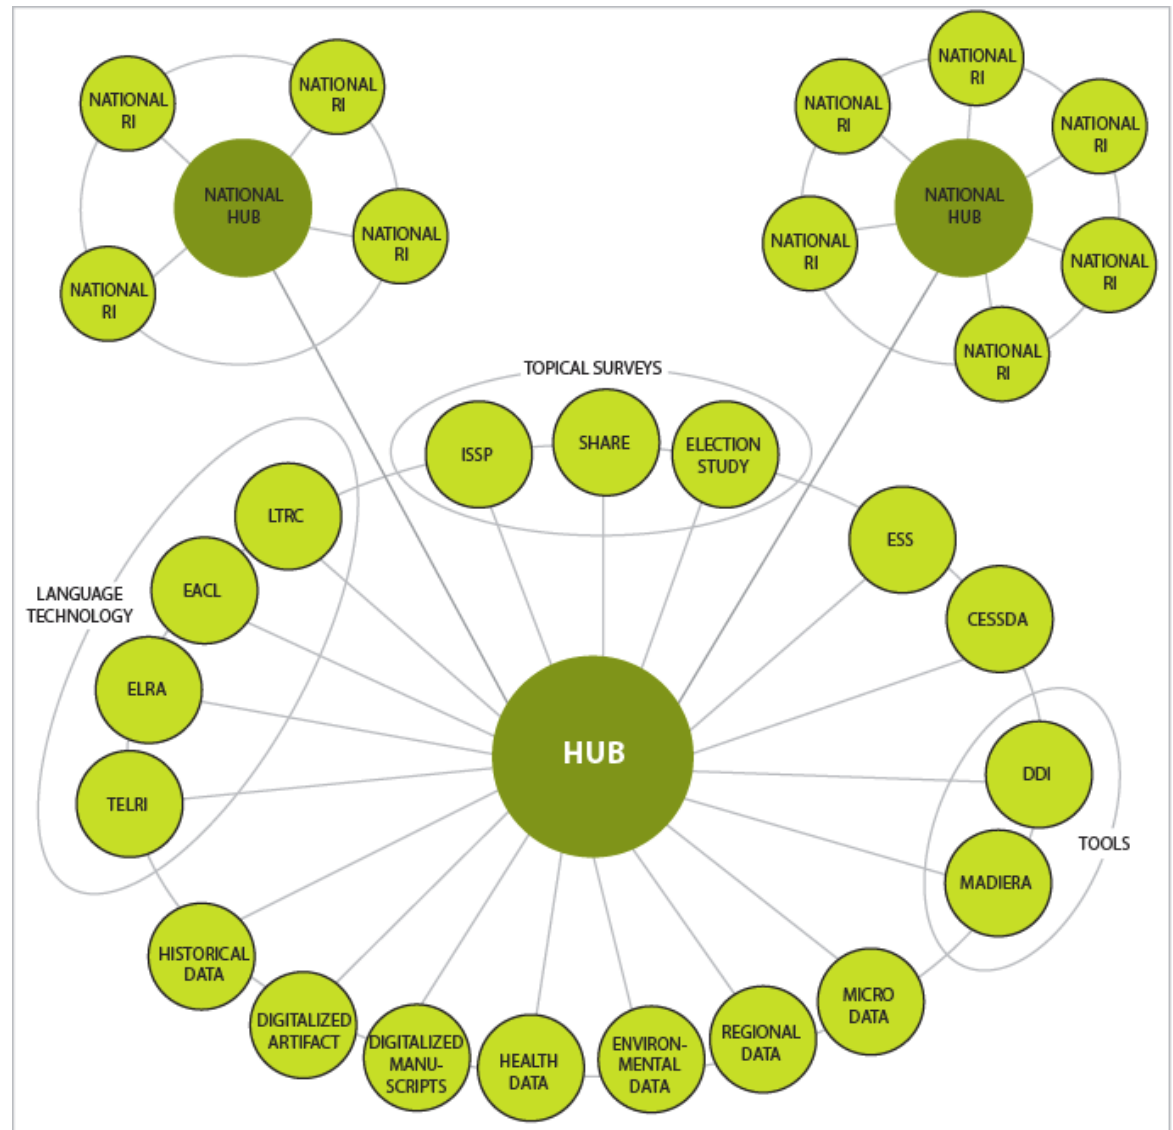 NATIONAL
RI
NATIONAL
RI
NATIONAL
HUB
NATIONAL
RI
NATIONAL
RI
NATIONAL
RI
NATIONAL
RI
NATIONAL
RI
NATIONAL
HUB
NATIONAL
RI
NATIONAL
RI
NATIONAL
RI
TOPICAL SURVEYS
ISSP
SHARE
ELECTION
STUDY
LANGUAGE
TECHNOLOGY
LTRC
EACL
ELRA
TELRI
ESS
CESSDA
HUB
DDI
MADIERA
TOOLS
HISTORICAL
DATA
DIGITALIZED
ARTIFACT
DIGITALIZED
MANU-
SCRIPTS
HEALTH
DATA
ENVIRON-
MENTAL
DATA
REGIONAL
DATA
MICRO
DATA